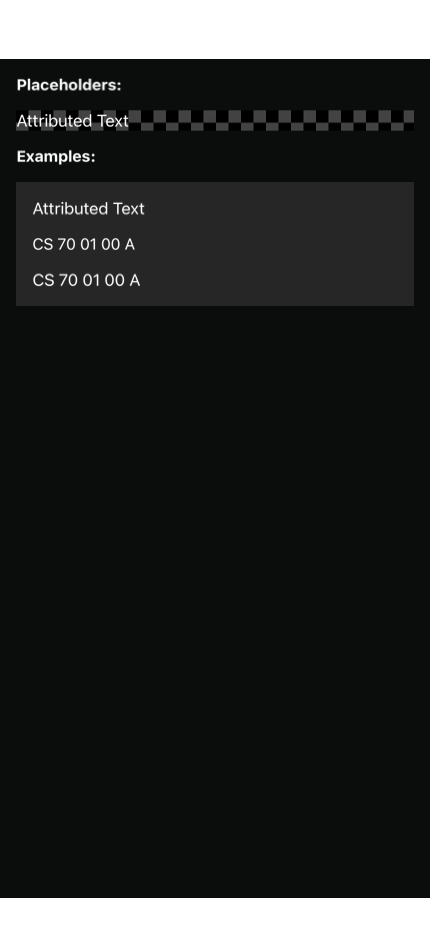 Placeholders:
Attributed Text
Examples:
Attributed Text
CS 70 01 00 A
CS 70 01 00 A